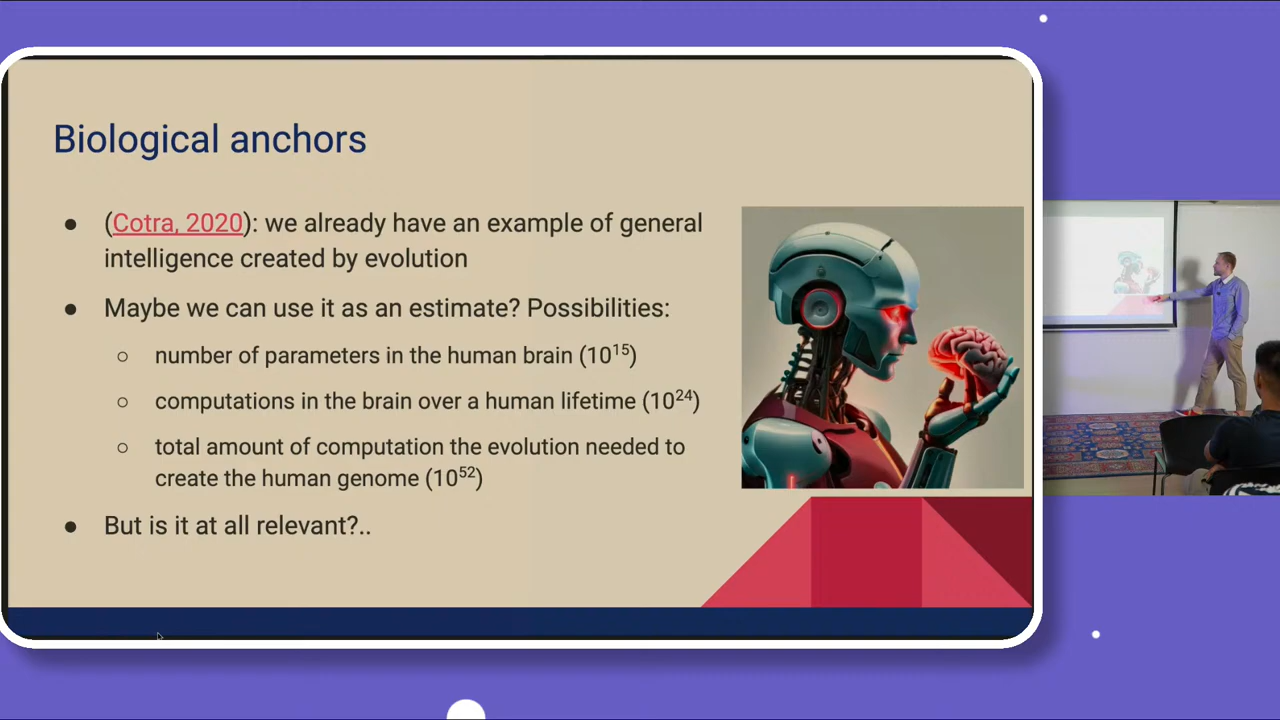 Biological anchors
● (Cotra, 2020): we already have an example of general
intelligence created by evolution
● Maybe we can use it as an estimate? Possibilities:
○ number of parameters in the human brain (10¹⁵)
○ computations in the brain over a human lifetime (10²⁴)
○ total amount of computation the evolution needed to
create the human genome (10⁵²)
● But is it at all relevant?..